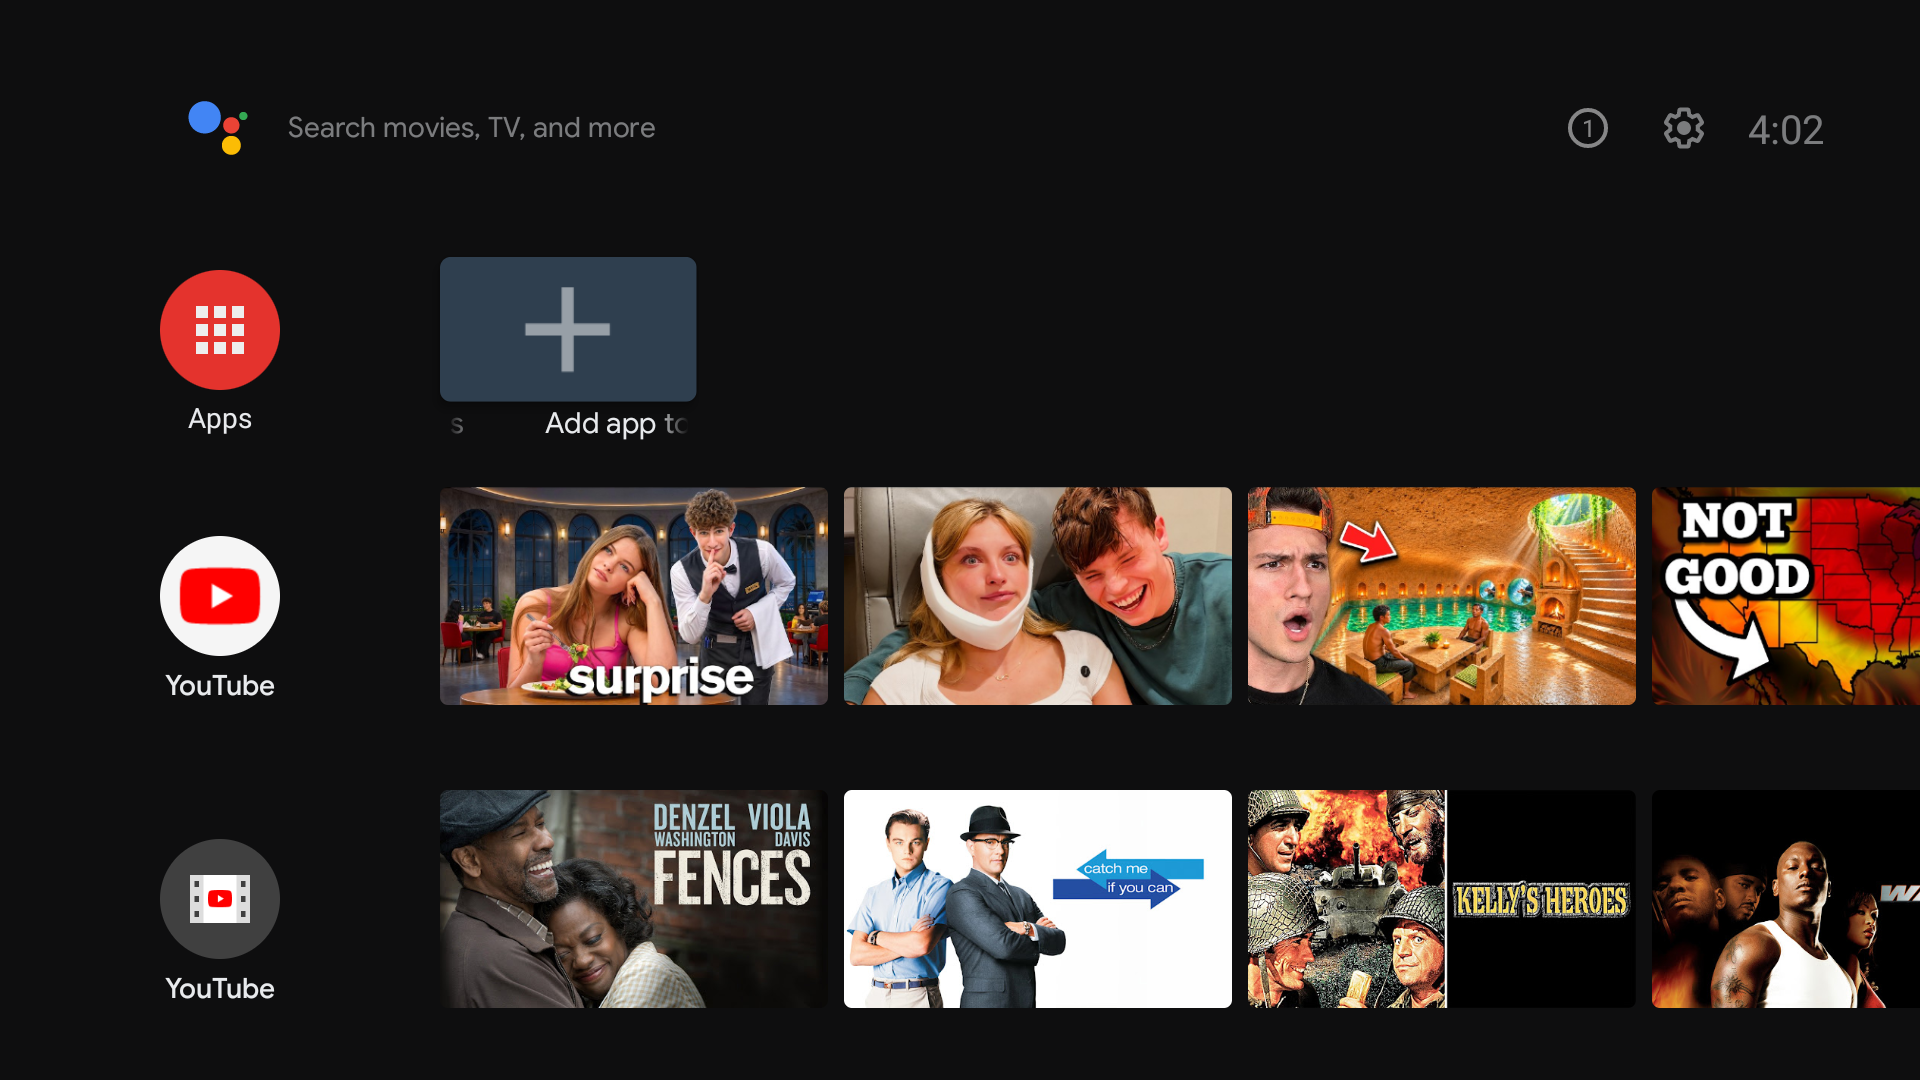 Search movies, TV, and more
1
4:02
Apps
s Add app to
YouTube
surprise
NOT
GOOD
YouTube
DENZEL VIOLA
WASHINGTON DAVIS
FENCES
catch me
if you can
KELLY'S HEROES